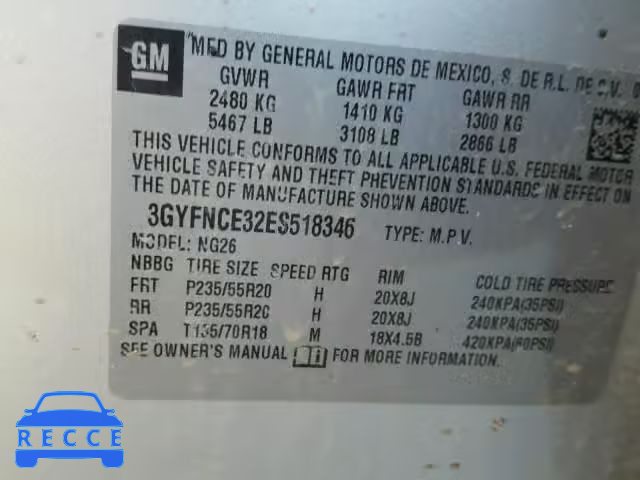 GM
MFD BY GENERAL MOTORS DE MEXICO, S. DE R.L. DE C.V.
GVWR GAWR FRT GAWR RR
2480 KG 1410 KG 1300 KG
5467 LB 3108 LB 2866 LB
THIS VEHICLE CONFORMS TO ALL APPLICABLE U.S. FEDERAL MOTOR
VEHICLE SAFETY AND THEFT PREVENTION STANDARDS IN EFFECT ON
THE DATE OF MANUFACTURE SHOWN ABOVE.
3GYFNCE32ES518346 TYPE: M.P.V.
MODEL: NG26
NBBG TIRE SIZE SPEED RTG RIM COLD TIRE PRESSURE
FRT P235/55R20 H 20X8J 240KPA(35PSI)
RR P235/55R20 H 20X8J 240KPA(35PSI)
SPA T135/70R18 M 18X4.5B 420KPA(60PSI)
SEE OWNER'S MANUAL FOR MORE INFORMATION.
RECCE